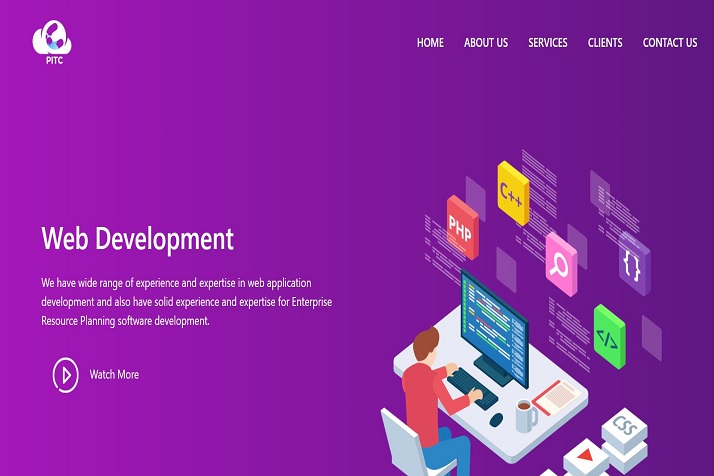 PITC
HOME ABOUT US SERVICES CLIENTS CONTACT US
C++
PHP
{ }
</>
Web Development
We have wide range of experience and expertise in web application
development and also have solid experience and expertise for Enterprise
Resource Planning software development.
Watch More
CSS